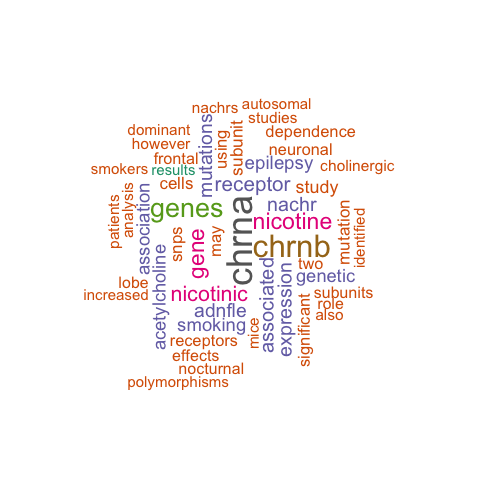 nachrs
autosomal
studies
dominant
dependence
however
neuronal
frontal
mutations
using
subunit
epilepsy
cholinergic
smokers
results
cells
receptor
study
patients
analysis
association
genes
chrna
nachr
nicotine
mutation
identified
snps
gene
may
chrnb
acetylcholine
associated
expression
two
genetic
lobe
increased
nicotinic
significant
subunits
role
also
adnfle
smoking
mice
receptors
effects
nocturnal
polymorphisms